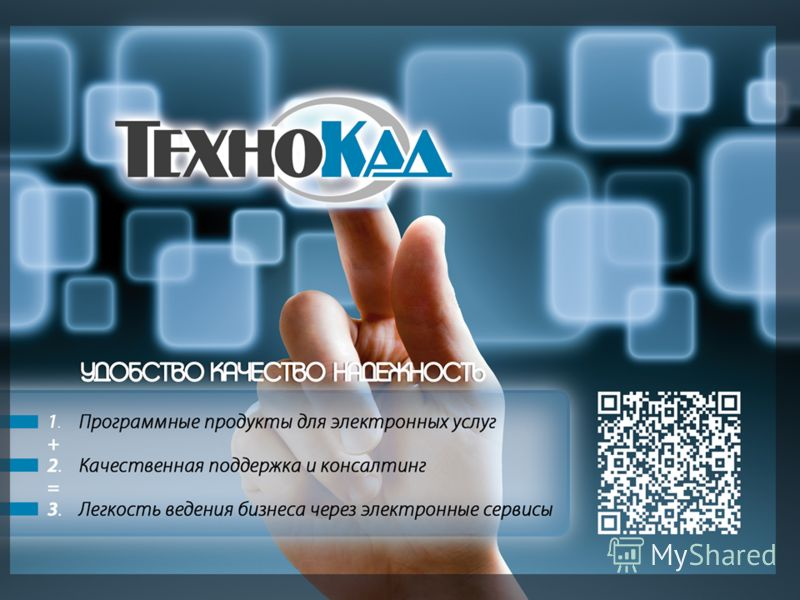 ТЕХНОКАД
УДОБСТВО КАЧЕСТВО НАДЕЖНОСТЬ
1. Программные продукты для электронных услуг
+
2. Качественная поддержка и консалтинг
=
3. Легкость ведения бизнеса через электронные сервисы
MyShared